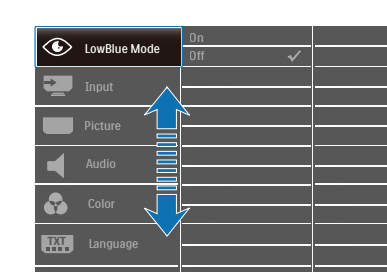 LowBlue Mode
On
Off
Input
Picture
Audio
Color
TXT
Language